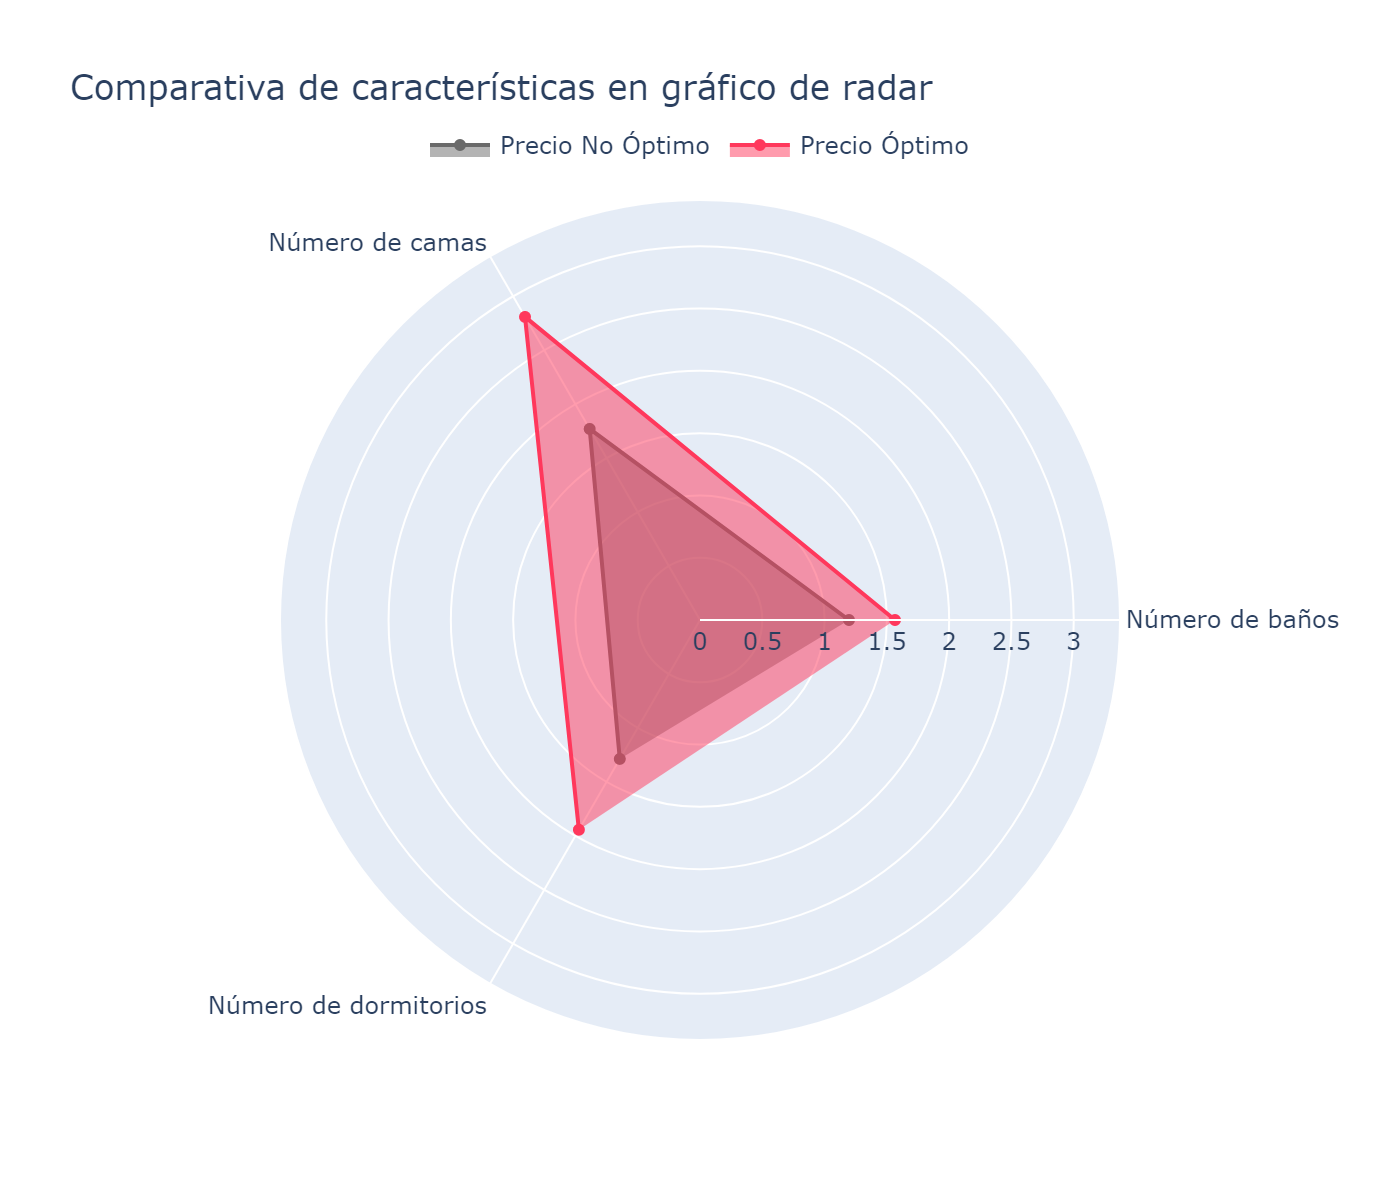 Comparativa de características en gráfico de radar
Precio No Óptimo
Precio Óptimo
Número de camas
Número de baños
0 0.5 1 1.5 2 2.5 3
Número de dormitorios